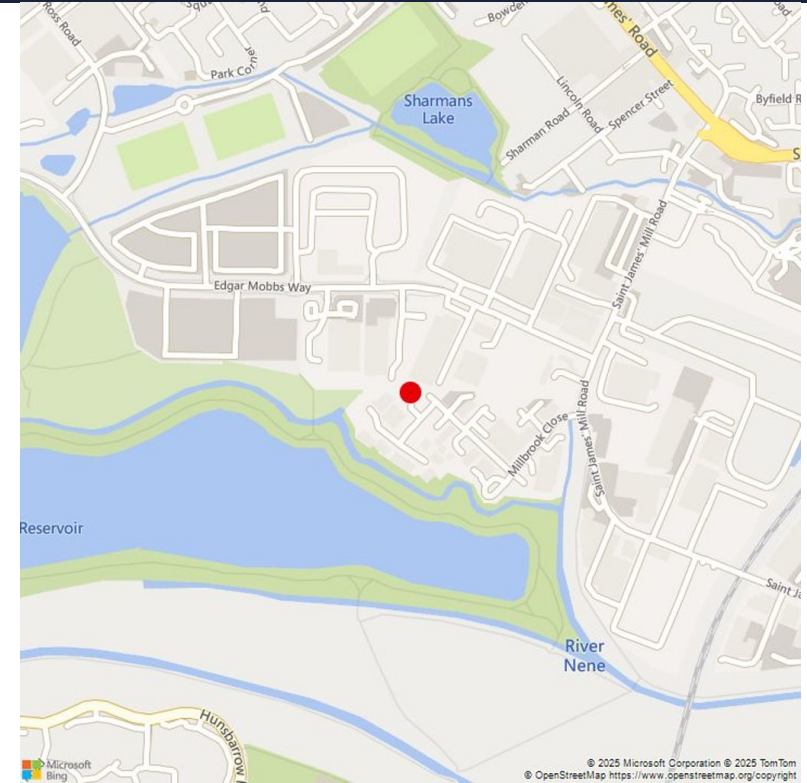 Ross Road
Park Corner
Sharmans
Lake
Lincoln Road
Spencer Street
Sharman Road
Byfield R
Saint James' Mill Road
Edgar Mobbs Way
Saint James' Mill Road
Millbrook Close
Reservoir
River
Nene
Hunsbarrow
Microsoft
Bing
© 2025 Microsoft Corporation © 2025 TomTom
© OpenStreetMap https://www.openstreetmap.org/copyright